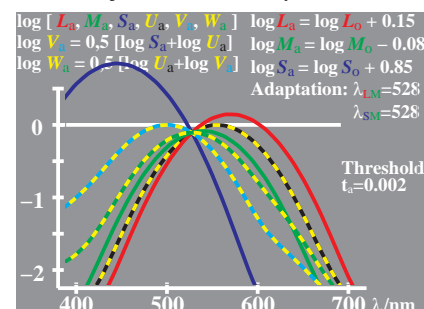 log [ Lₐ, Mₐ, Sₐ, Uₐ, Vₐ, Wₐ ] log Lₐ = log Lₒ + 0.15
log Vₐ = 0,5 [log Sₐ+log Uₐ] log Mₐ = log Mₒ − 0.08
log Wₐ = 0,5 [log Uₐ+log Vₐ] log Sₐ = log Sₒ + 0.85
Adaptation: λLM=528
λSM=528
0
Threshold
tₐ=0.002
−1
−2
400 500 600 700 λ/nm